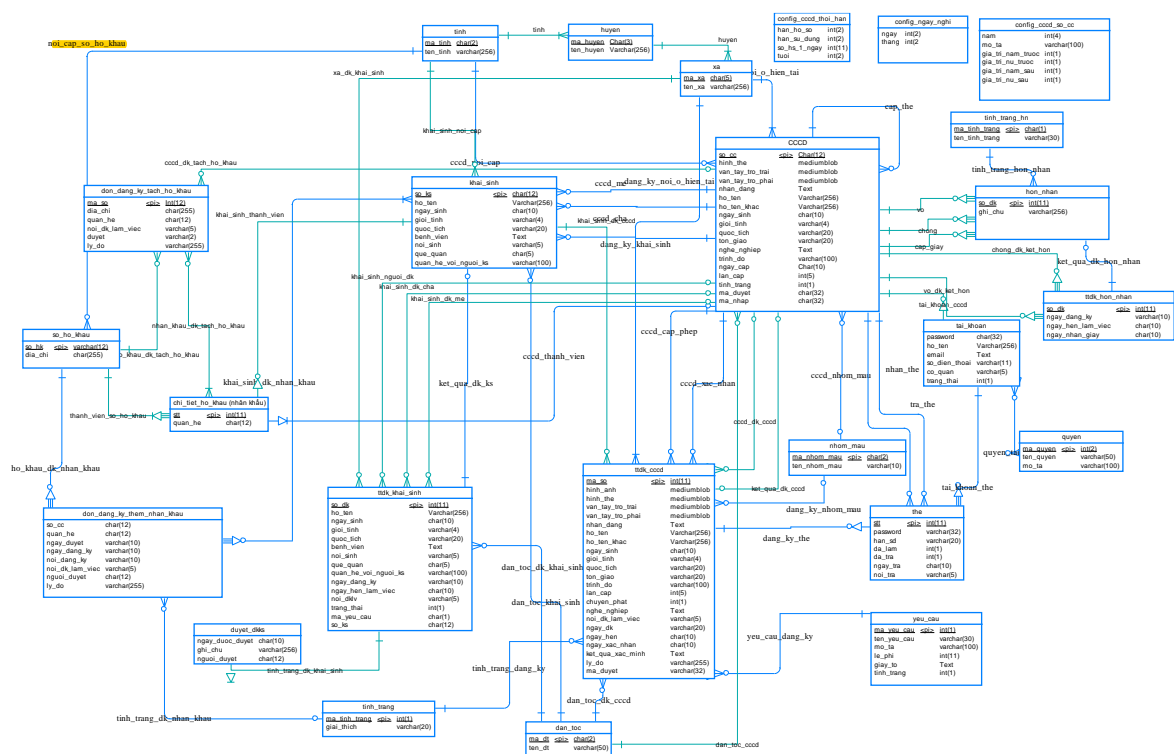 noi_cap_so_ho_khau
tinh
ma_tinh <pi> Char(2)
ten_tinh varchar(256)
tinh
huyen
ma_huyen Char(3)
ten_huyen Varchar(256)
huyen
xa
ma_xa char(5)
ten_xa varchar(256)
config_cccd_thoi_han
han_ho_so int(2)
han_su_dung int(2)
so_hs_1_ngay int(11)
tuoi int(2)
config_ngay_nghi
ngay int(2)
thang int(2
config_cccd_so_cc
nam int(4)
mo_ta varchar(100)
gia_tri_nam_truoc int(1)
gia_tri_nu_truoc int(1)
gia_tri_nam_sau int(1)
gia_tri_nu_sau int(1)
xa_dk_khai_sinh
oi_o_hien_tai
cap_the
khai_sinh_noi_cap
cccd_noi_cap
cccd_dk_tach_ho_khau
tinh_trang_hn
ma_tinh_trang <pi> char(1)
ten_tinh_trang varchar(30)
tinh_trang_hon_nhan
CCCD
so_cc <pi> Char(12)
hinh_the mediumblob
van_tay_tro_trai mediumblob
van_tay_tro_phai mediumblob
nhan_dang Text
ho_ten Varchar(256)
ho_ten_khac Varchar(256)
ngay_sinh char(10)
gioi_tinh varchar(4)
quoc_tich varchar(20)
ton_giao varchar(20)
nghe_nghiep Text
trinh_do varchar(100)
ngay_cap Char(10)
lan_cap int(5)
tinh_trang int(1)
ma_duyet char(32)
ma_nhap char(32)
don_dang_ky_tach_ho_khau
ma_so <pi> Int(12)
dia_chi char(255)
quan_he char(12)
noi_dk_lam_viec varchar(5)
duyet varchar(2)
ly_do varchar(255)
khai_sinh
so_ks <pi> char(12)
ho_ten Varchar(256)
ngay_sinh char(10)
gioi_tinh varchar(4)
quoc_tich varchar(20)
benh_vien Text
noi_sinh varchar(5)
que_quan char(5)
quan_he_voi_nguoi_ks varchar(100)
cccd_me
dang_ky_noi_o_hien_tai
khai_sinh_thanh_vien
cccd_cha
khai_sinh_dk_cccd
dang_ky_khai_sinh
hon_nhan
so_dk <pi> int(11)
ghi_chu varchar(256)
vo
chong
cap_giay
chong_dk_ket_hon
ket_qua_dk_hon_nhan
khai_sinh_nguoi_dk
khai_sinh_dk_cha
khai_sinh_dk_me
vo_dk_ket_hon
tai_khoan_cccd
ttdk_hon_nhan
so_dk <pi> int(11)
ngay_dang_ky varchar(10)
ngay_hen_lam_viec char(10)
ngay_nhan_giay char(10)
tai_khoan
password char(32)
ho_ten Varchar(256)
email Text
so_dien_thoai varchar(11)
co_quan varchar(5)
trang_thai int(1)
nhan_khau_dk_tach_ho_khau
so_ho_khau
so_hk <pi> varchar(12)
dia_chi char(255)
o_khau_dk_tach_ho_khau
cccd_cap_phep
cccd_thanh_vien
nhan_the
khai_sinh_dk_nhan_khau
ket_qua_dk_ks
cccd_xac_nhan
cccd_nhom_mau
chi_tiet_ho_khau (nhân khẩu)
stt <pi> int(11)
quan_he char(12)
thanh_vien_so_ho_khau
tra_the
cccd_dk_cccd
nhom_mau
ma_nhom_mau <pi> char(2)
ten_nhom_mau varchar(10)
quyen
ma_quyen <pi> int(2)
ten_quyen varchar(50)
mo_ta varchar(100)
ho_khau_dk_nhan_khau
ttdk_cccd
ma_so <pi> int(11)
hinh_anh mediumblob
hinh_the mediumblob
van_tay_tro_trai mediumblob
van_tay_tro_phai mediumblob
nhan_dang Text
ho_ten Varchar(256)
ho_ten_khac Varchar(256)
ngay_sinh char(10)
gioi_tinh varchar(4)
quoc_tich varchar(20)
ton_giao varchar(20)
trinh_do varchar(100)
lan_cap int(5)
chuyen_phat int(1)
nghe_nghiep Text
noi_dk_lam_viec varchar(5)
ngay_dk varchar(20)
ngay_hen char(10)
ngay_xac_nhan char(10)
ket_qua_xac_minh Text
ly_do varchar(255)
ma_duyet varchar(32)
ket_qua_dk_cccd
tai_khoan_the
ttdk_khai_sinh
so_dk <pi> int(11)
ho_ten Varchar(256)
ngay_sinh char(10)
gioi_tinh varchar(4)
quoc_tich varchar(20)
benh_vien Text
noi_sinh varchar(5)
que_quan char(5)
quan_he_voi_nguoi_ks varchar(100)
ngay_dang_ky varchar(10)
ngay_hen_lam_viec char(10)
noi_dklv varchar(5)
trang_thai int(1)
ma_yeu_cau char(1)
so_ks char(12)
don_dang_ky_them_nhan_khau
so_cc char(12)
quan_he char(12)
ngay_duyet varchar(10)
ngay_dang_ky varchar(10)
noi_dang_ky varchar(10)
noi_dk_lam_viec varchar(5)
nguoi_duyet char(12)
ly_do varchar(255)
dang_ky_nhom_mau
dang_ky_the
the
stt <pi> int(11)
password varchar(32)
han_sd varchar(20)
da_lam int(1)
da_tra int(1)
ngay_tra char(10)
noi_tra varchar(5)
dan_toc_dk_khai_sinh
dan_toc_khai_sinh
duyet_dkks
ngay_duoc_duyet char(10)
ghi_chu varchar(256)
nguoi_duyet char(12)
tinh_trang_dk_khai_sinh
tinh_trang_dang_ky
yeu_cau_dang_ky
yeu_cau
ma_yeu_cau <pi> int(1)
ten_yeu_cau varchar(30)
mo_ta varchar(100)
le_phi int(11)
giay_to Text
tinh_trang int(1)
dan_toc_dk_cccd
tinh_trang_dk_nhan_khau
tinh_trang
ma_tinh_trang <pi> int(1)
giai_thich varchar(20)
dan_toc
ma_dt <pi> char(2)
ten_dt varchar(50)
dan_toc_cccd